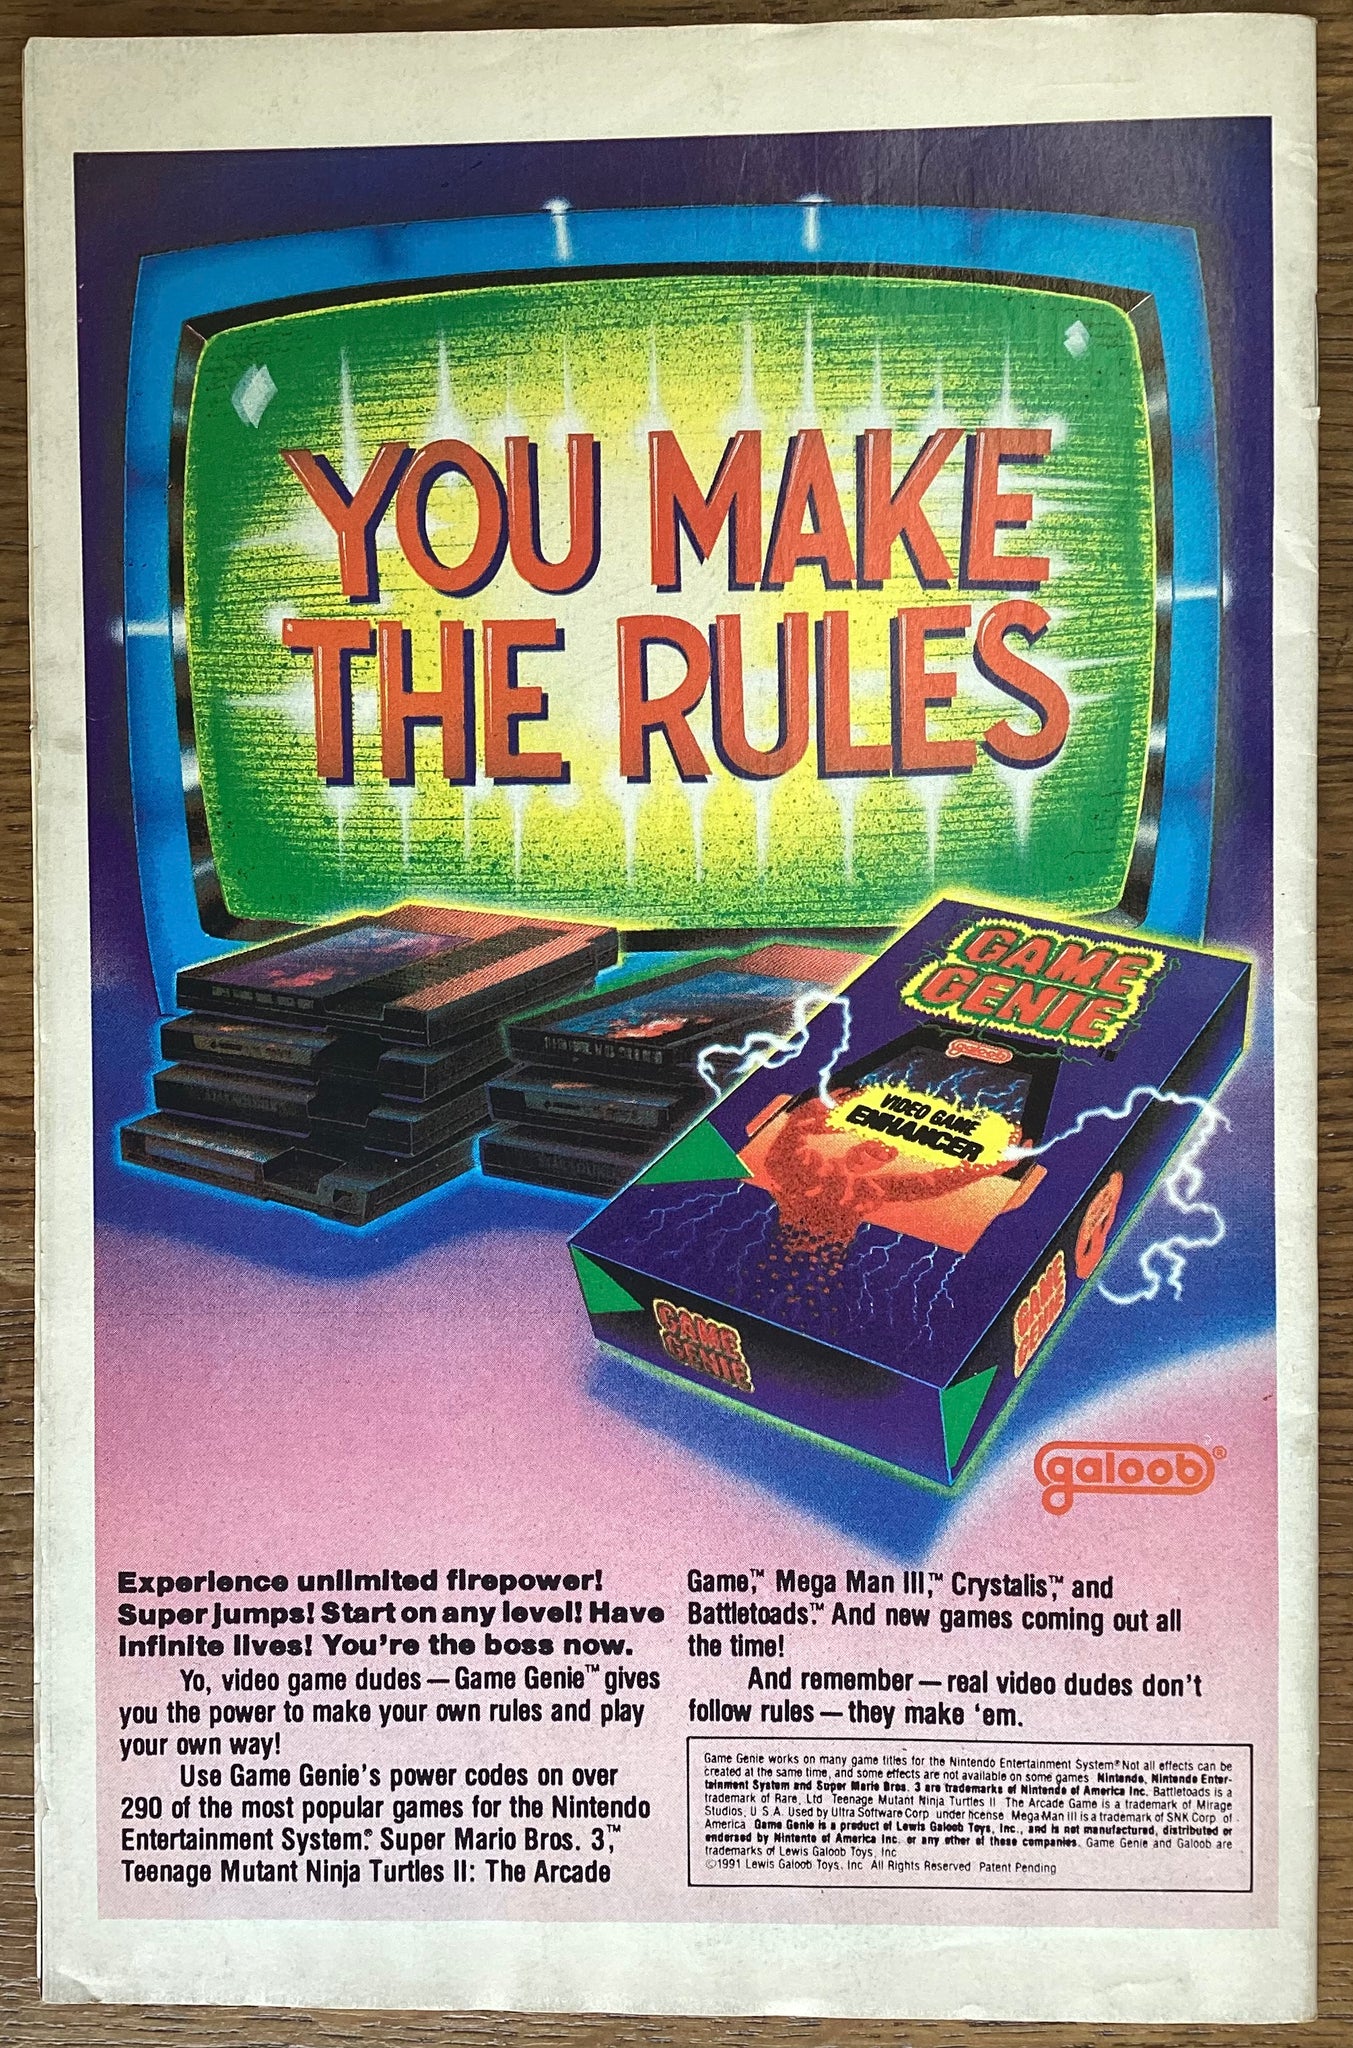 YOU MAKE
THE RULES
GAME
GENIE
™
galoob
VIDEO GAME
ENHANCER
GAME
GENIE
GAME
GENIE
galoob®
Experience unlimited firepower!
Super jumps! Start on any level! Have
infinite lives! You're the boss now.
Yo, video game dudes — Game Genie™ gives
you the power to make your own rules and play
your own way!
Use Game Genie's power codes on over
290 of the most popular games for the Nintendo
Entertainment System.® Super Mario Bros. 3,™
Teenage Mutant Ninja Turtles II: The Arcade
Game,™ Mega Man III,™ Crystalis,™ and
Battletoads.™ And new games coming out all
the time!
And remember — real video dudes don't
follow rules — they make 'em.
Game Genie works on many game titles for the Nintendo Entertainment System.® Not all effects can be
created at the same time, and some effects are not available on some games. Nintendo, Nintendo Enter-
tainment System and Super Mario Bros. 3 are trademarks of Nintendo of America Inc. Battletoads is a
trademark of Rare, Ltd. Teenage Mutant Ninja Turtles II The Arcade Game is a trademark of Mirage
Studios, U.S.A. Used by Ultra Software Corp. under license. Mega Man III is a trademark of SNK Corp. of
America. Game Genie is a product of Lewis Galoob Toys, Inc., and is not manufactured, distributed or
endorsed by Nintento of America Inc. or any other of these companies. Game Genie and Galoob are
trademarks of Lewis Galoob Toys, Inc.
©1991 Lewis Galoob Toys, Inc. All Rights Reserved Patent Pending